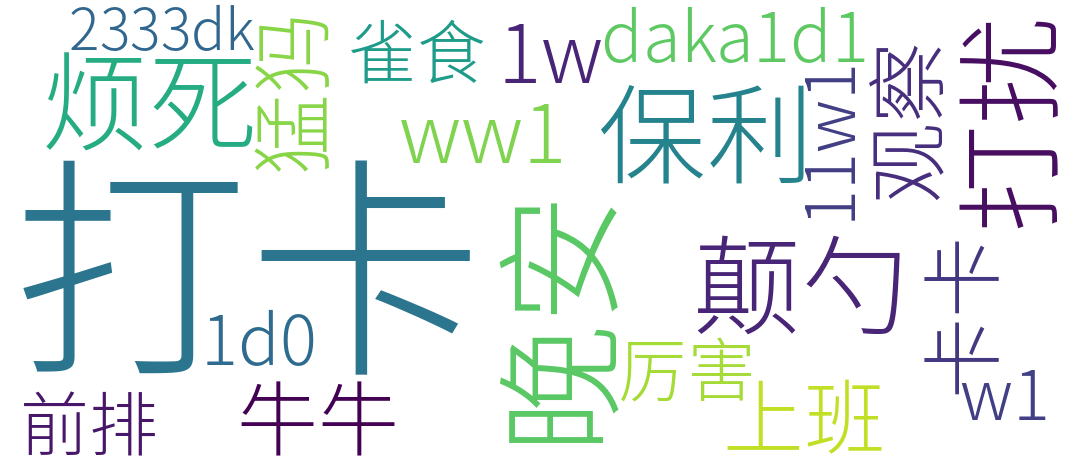 2333dk
猛犸
雀食
1w
daka1d1
观察
打扰
烦死
ww1
保利
11w1
打卡
晚安
颠勺
卡卡
1d0
厉害
w1
前排
牛牛
上班